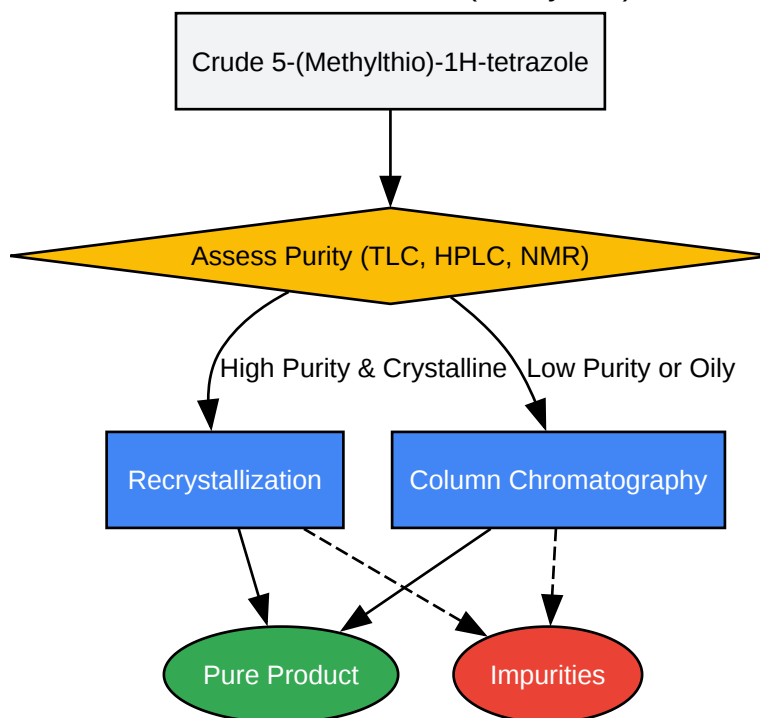 Crude 5-(Methylthio)-1H-tetrazole
Assess Purity (TLC, HPLC, NMR)
High Purity & Crystalline
Low Purity or Oily
Recrystallization
Column Chromatography
Pure Product
Impurities